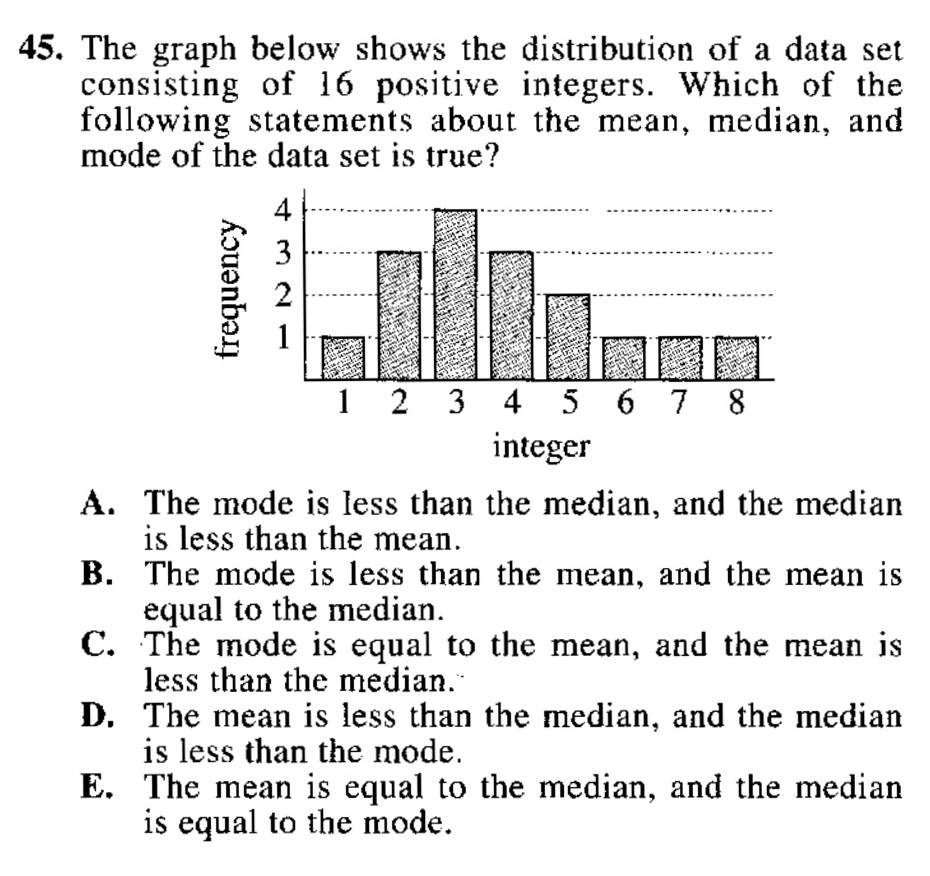 45. The graph below shows the distribution of a data set
consisting of 16 positive integers. Which of the
following statements about the mean, median, and
mode of the data set is true?
frequency
4
3
2
1
1 2 3 4 5 6 7 8
integer
A. The mode is less than the median, and the median
is less than the mean.
B. The mode is less than the mean, and the mean is
equal to the median.
C. The mode is equal to the mean, and the mean is
less than the median.
D. The mean is less than the median, and the median
is less than the mode.
E. The mean is equal to the median, and the median
is equal to the mode.